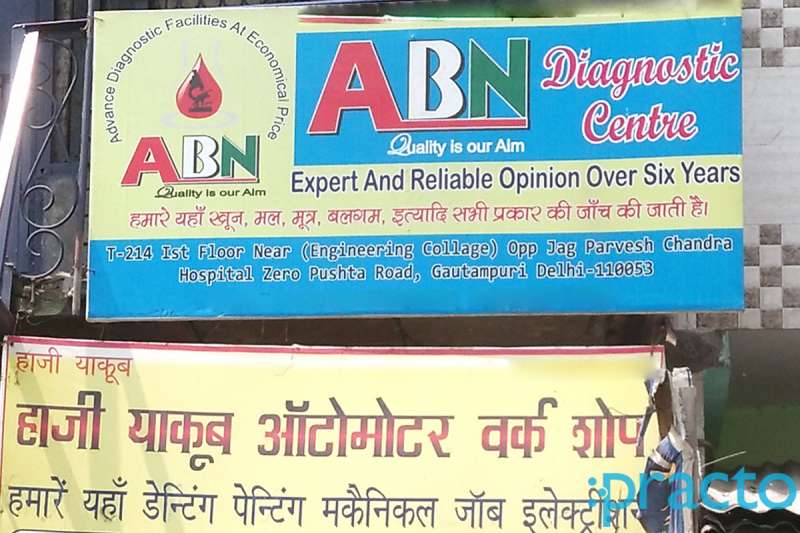 Advance Diagnostic Facilities At Economical Price
ABN
Quality is our Aim
ABN
Quality is our Aim
Diagnostic
Centre
Expert And Reliable Opinion Over Six Years
हमारे यहाँ खून, मल, मूत्र, बलगम, इत्यादि सभी प्रकार की जाँच की जाती है।
T-214 Ist Floor Near (Engineering Collage) Opp Jag Parvesh Chandra
Hospital Zero Pushta Road, Gautampuri Delhi-110053
हाजी याकूब
हाजी याकूब ऑटोमोटर वर्क शोप
हमारें यहाँ डेन्टिंग पेन्टिंग मकैनिकल जॉब
practo